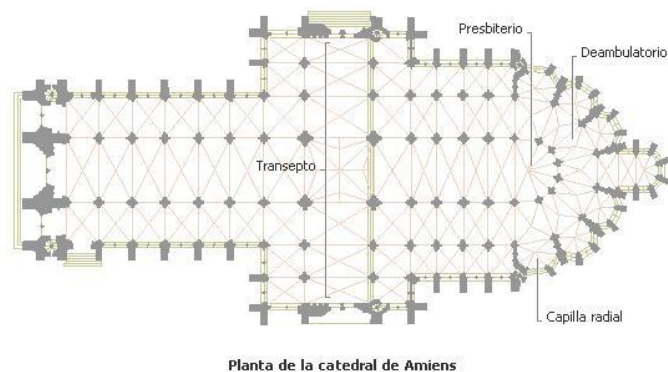 Presbiterio
Deambulatorio
Transepto
Capilla radial
Planta de la catedral de Amiens